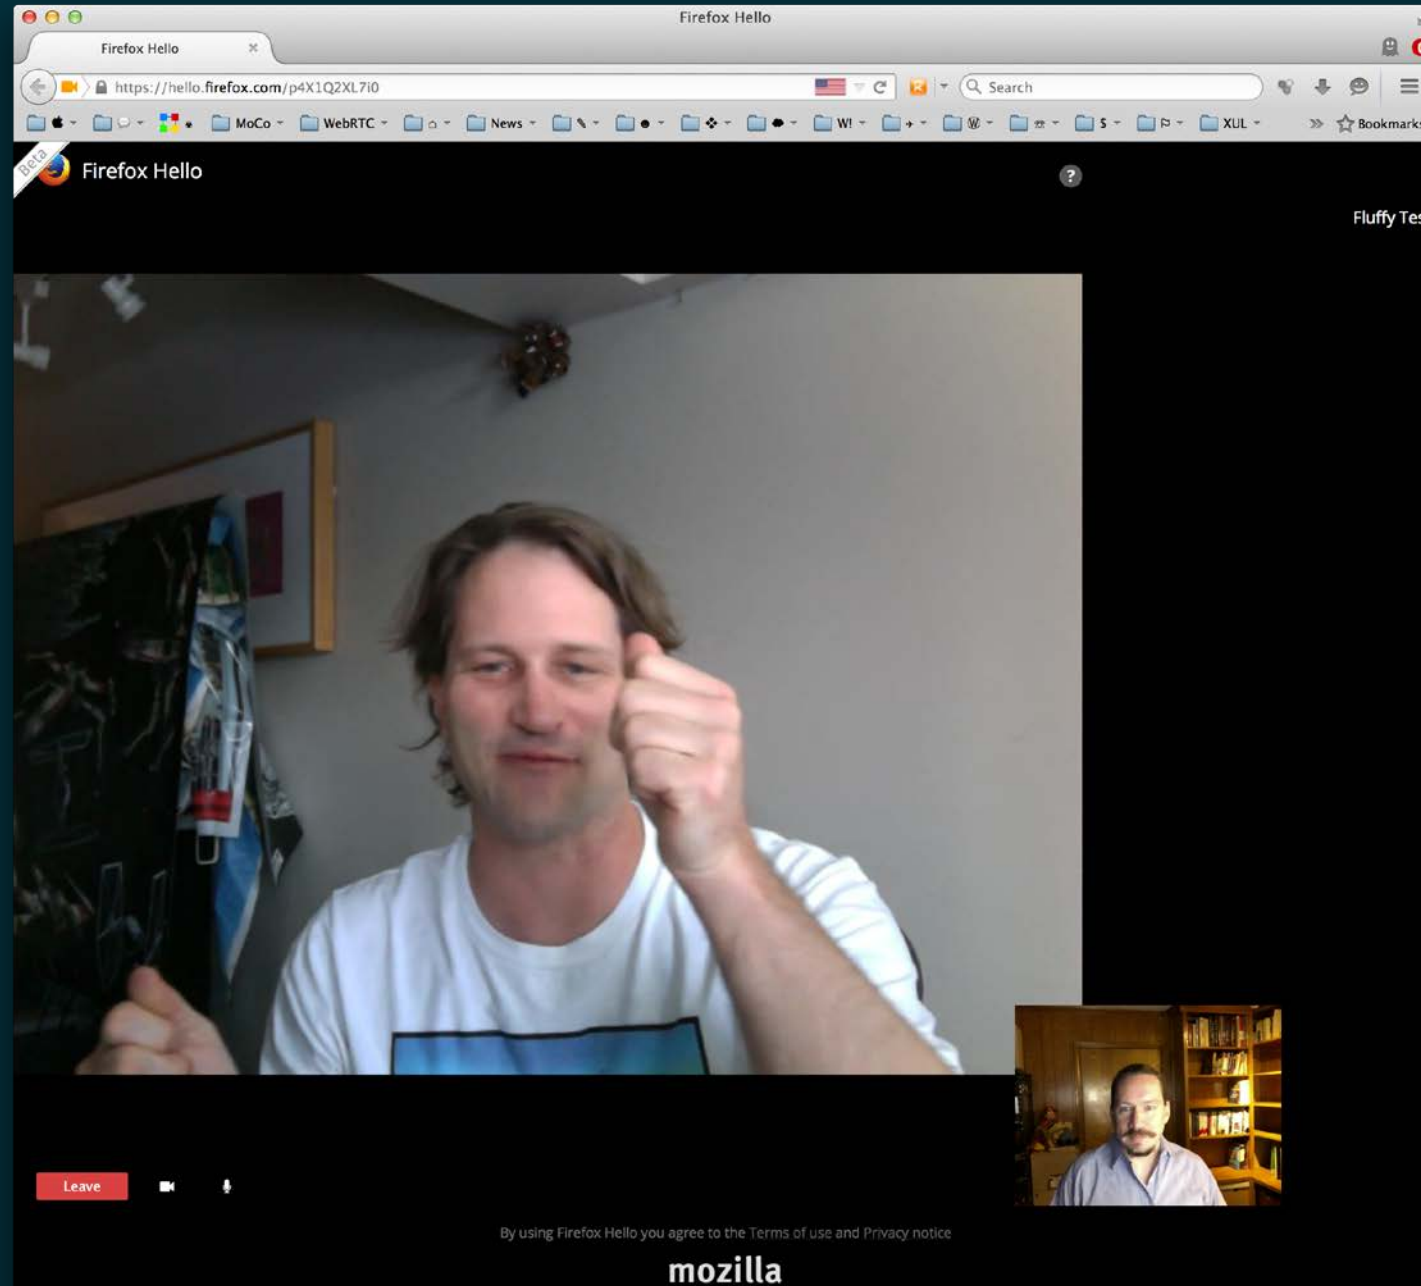 Firefox Hello
Firefox Hello
https://hello.firefox.com/p4X1Q2XL7i0
Search
MoCo
WebRTC
News
W!
$
XUL
Bookmarks
Beta
Firefox Hello
?
Fluffy Tes
Leave
By using Firefox Hello you agree to the Terms of use and Privacy notice
mozilla